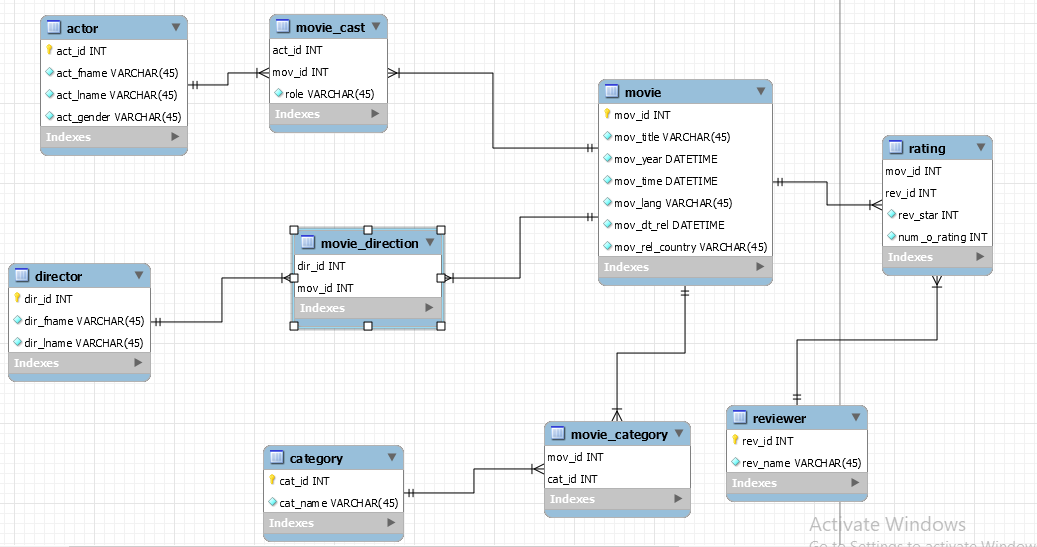 actor
act_id INT
act_fname VARCHAR(45)
act_lname VARCHAR(45)
act_gender VARCHAR(45)
Indexes
movie_cast
act_id INT
mov_id INT
role VARCHAR(45)
Indexes
movie
mov_id INT
mov_title VARCHAR(45)
mov_year DATETIME
mov_time DATETIME
mov_lang VARCHAR(45)
mov_dt_rel DATETIME
mov_rel_country VARCHAR(45)
Indexes
rating
mov_id INT
rev_id INT
rev_star INT
num_o_rating INT
Indexes
movie_direction
dir_id INT
mov_id INT
Indexes
director
dir_id INT
dir_fname VARCHAR(45)
dir_lname VARCHAR(45)
Indexes
category
cat_id INT
cat_name VARCHAR(45)
Indexes
movie_category
mov_id INT
cat_id INT
Indexes
reviewer
rev_id INT
rev_name VARCHAR(45)
Indexes
Activate Windows
Go to Settings to activate Window